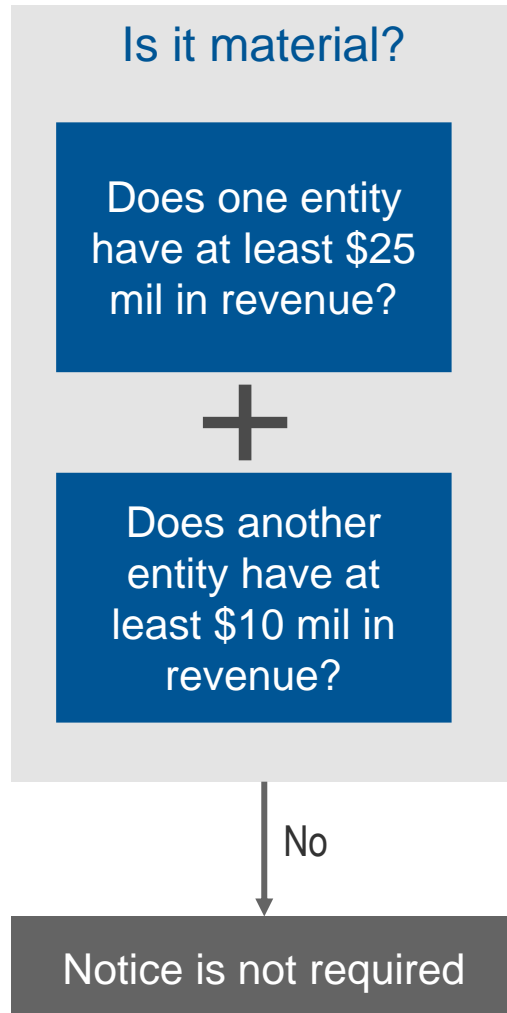 Is it material?
Does one entity
have at least $25
mil in revenue?
+
Does another
entity have at
least $10 mil in
revenue?
No
Notice is not required